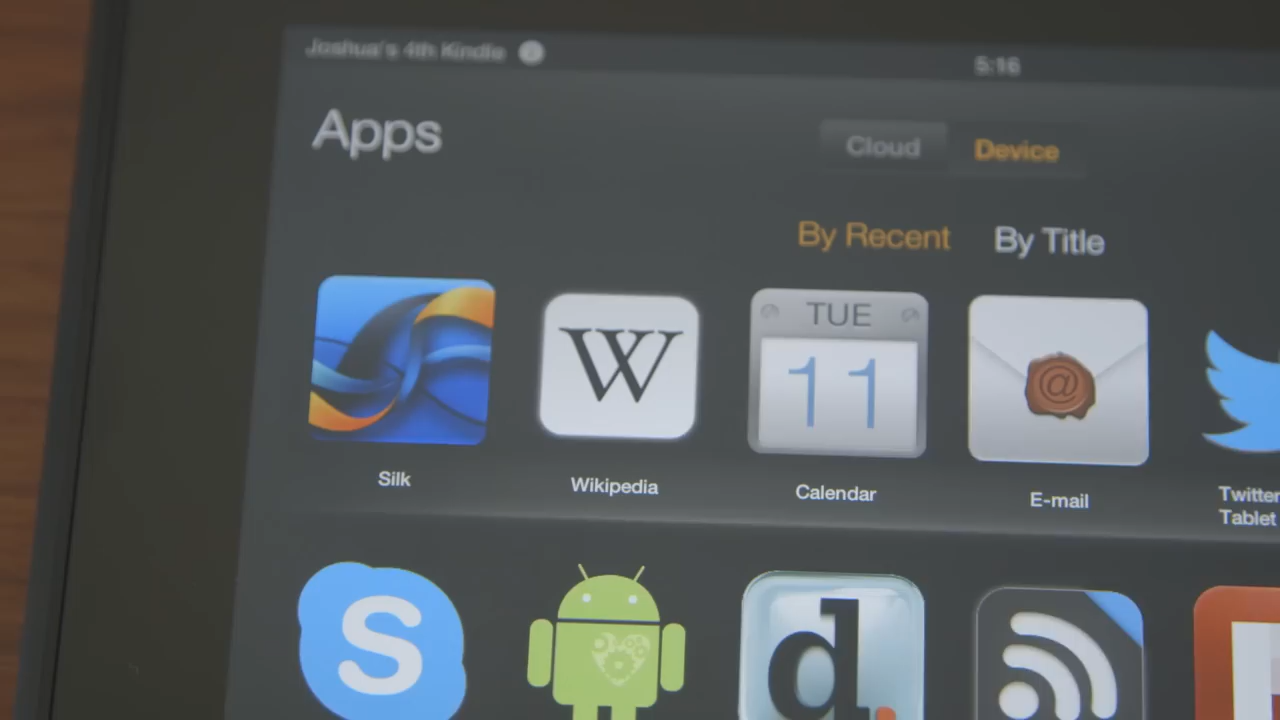 Joshua's 4th Kindle
5:16
Apps
Cloud Device
By Recent By Title
TUE
11
W
@
Silk
Wikipedia
Calendar
E-mail
Twitter
Tablet
S
d.